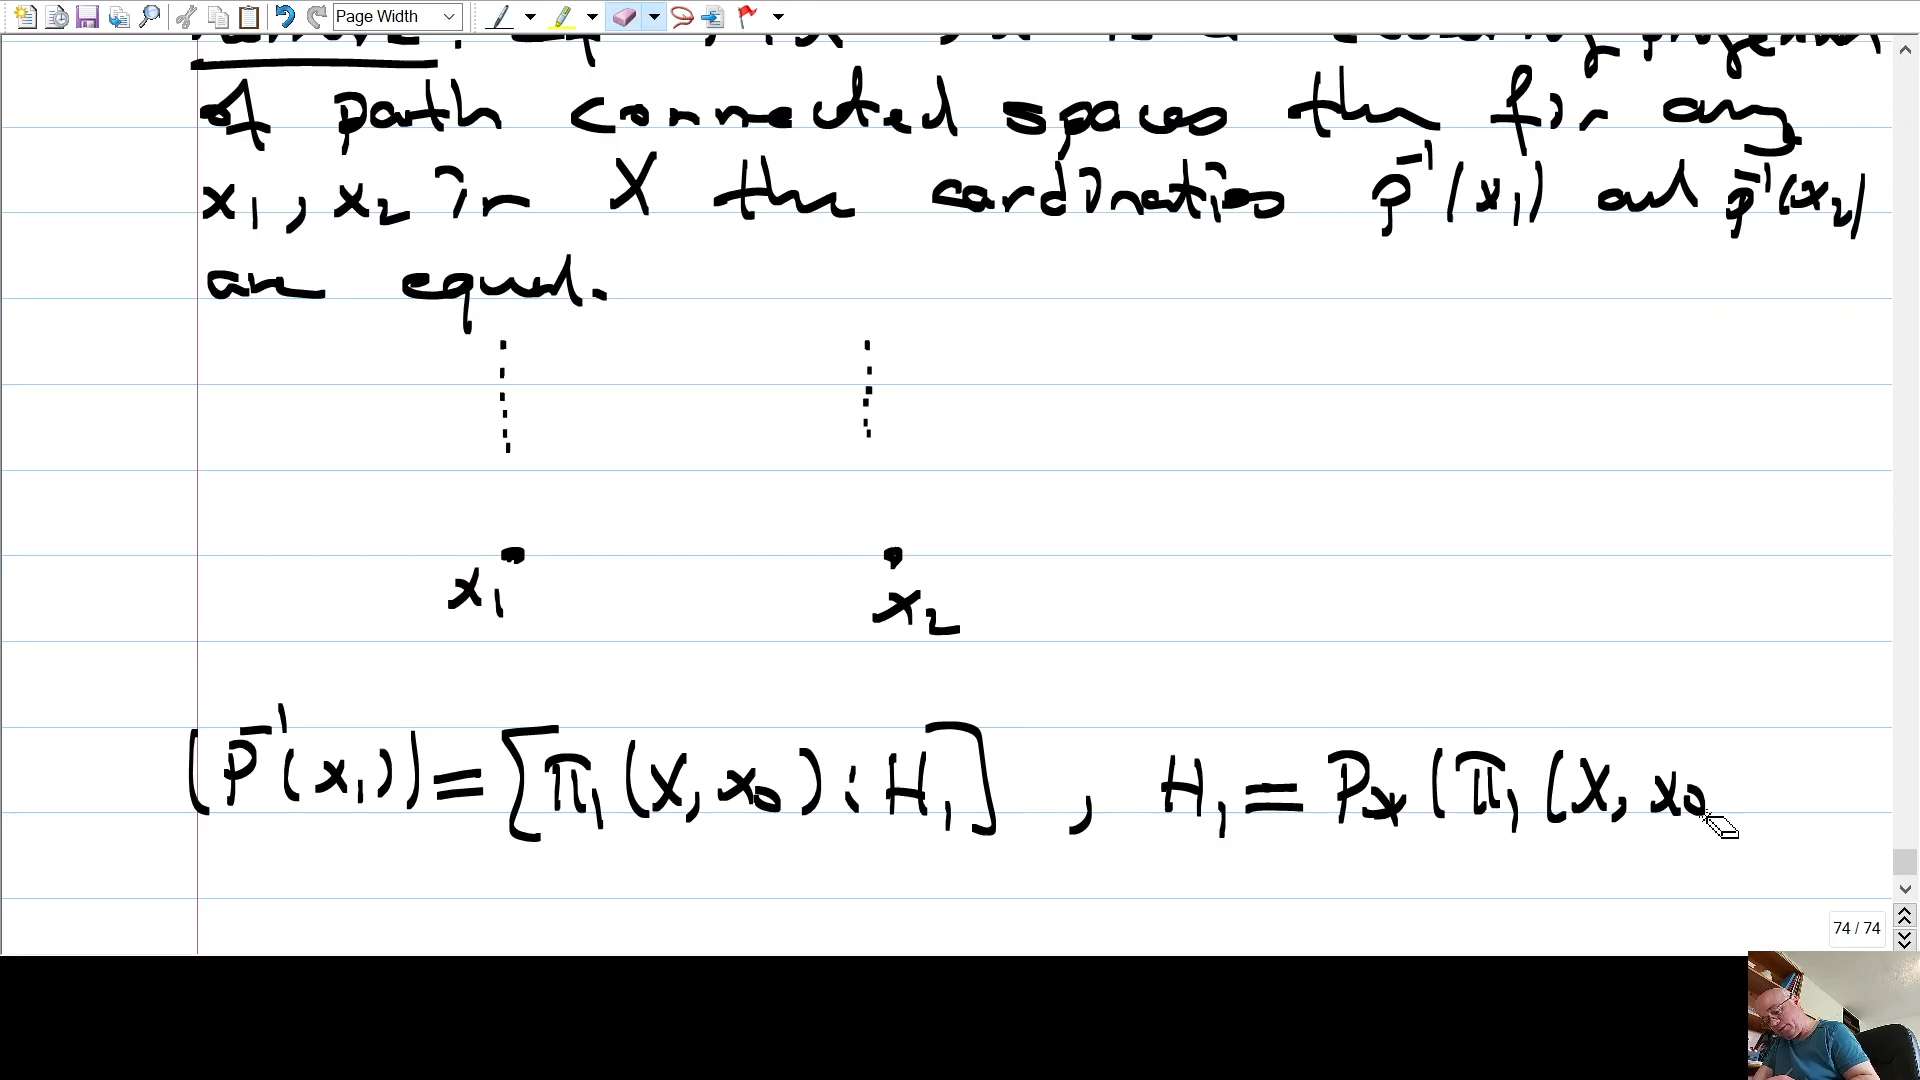 Page Width
of path connected spaces then for any
x₁, x₂ in X the cardinalities p⁻¹(x₁) and p⁻¹(x₂)
are equal.
x₁ x₂
|p⁻¹(x₁)| = [π₁(X, x₀) : H₁] , H₁ = p_*(π₁(X, x₀
74 / 74